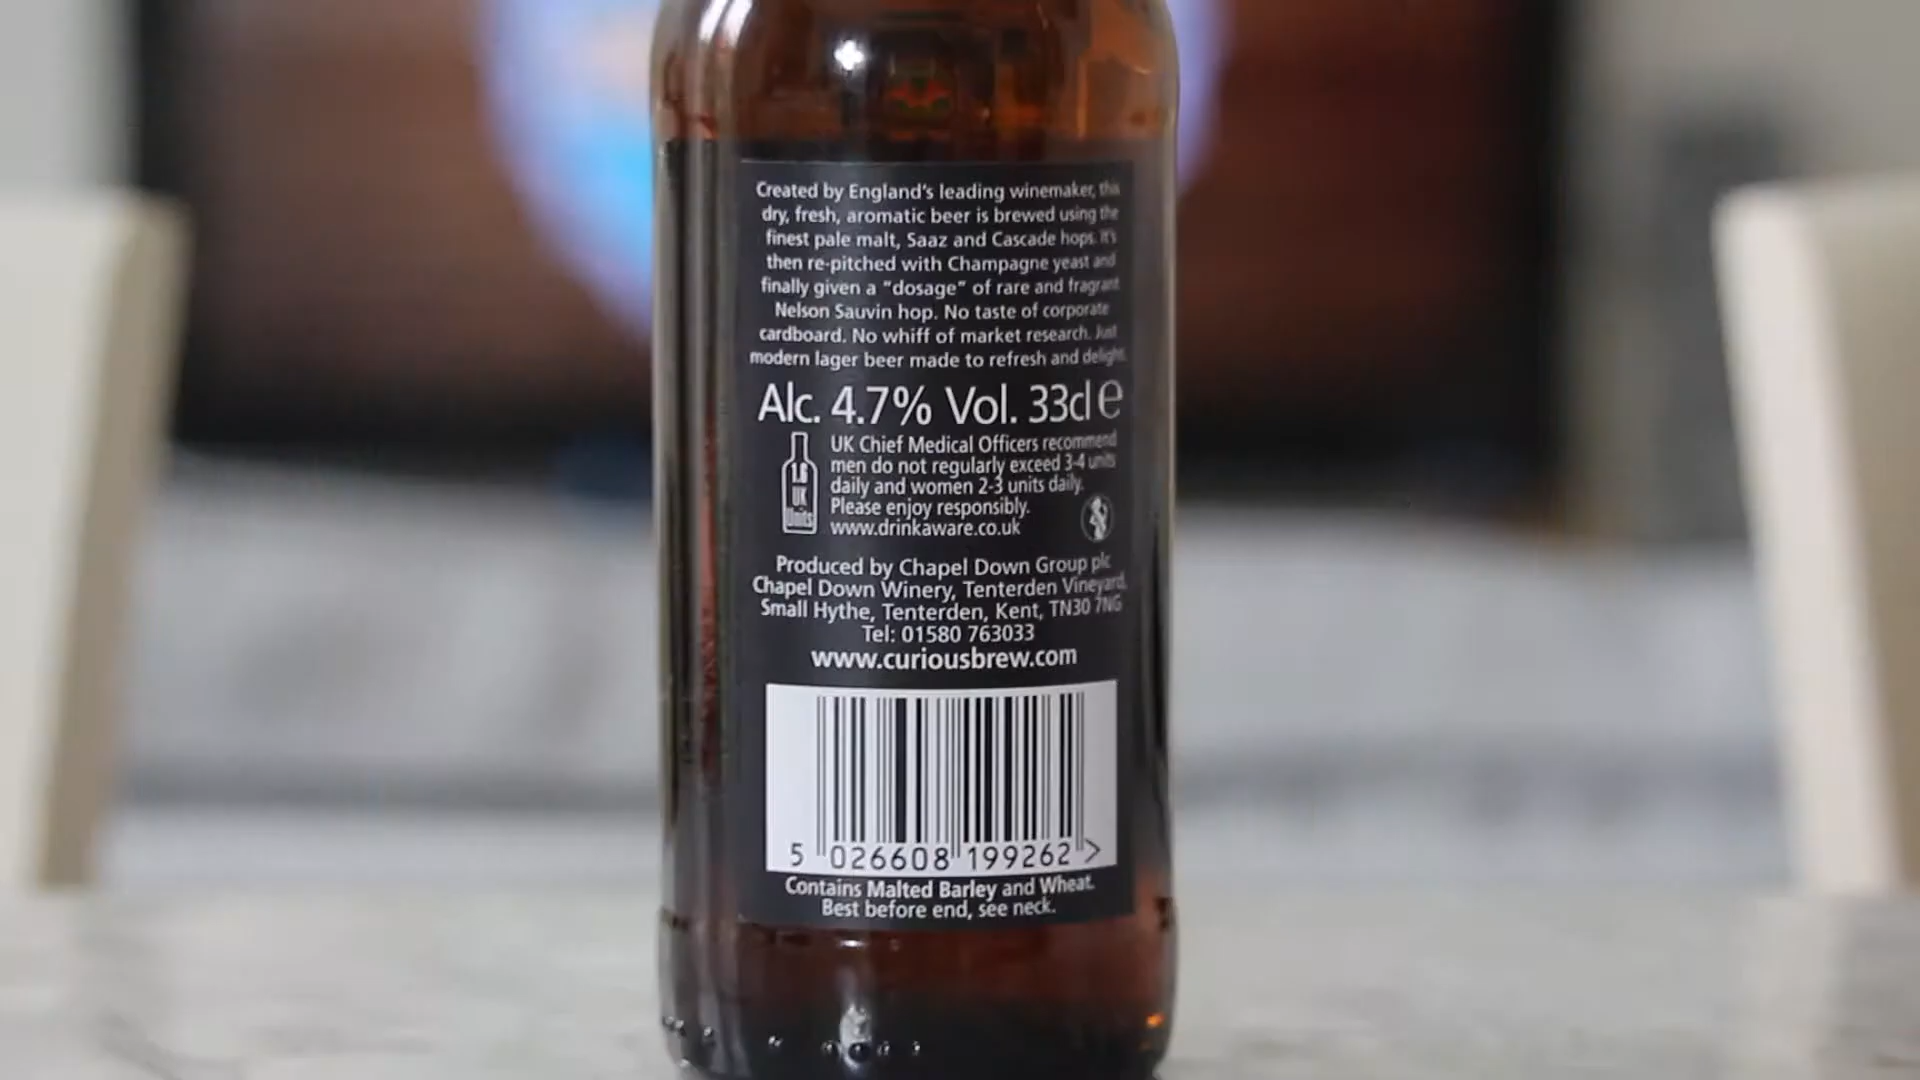 Created by England's leading winemaker, this
dry, fresh, aromatic beer is brewed using the
finest pale malt, Saaz and Cascade hops. It's
then re-pitched with Champagne yeast and
finally given a "dosage" of rare and fragrant
Nelson Sauvin hop. No taste of corporate
cardboard. No whiff of market research. Just
modern lager beer made to refresh and delight.
Alc. 4.7% Vol. 33cl e
UK Chief Medical Officers recommend
men do not regularly exceed 3-4 units
daily and women 2-3 units daily.
Please enjoy responsibly.
www.drinkaware.co.uk
1.6
UK
Units
Produced by Chapel Down Group plc
Chapel Down Winery, Tenterden Vineyard,
Small Hythe, Tenterden, Kent, TN30 7NG
Tel: 01580 763033
www.curiousbrew.com
5 026608 199262 >
Contains Malted Barley and Wheat.
Best before end, see neck.